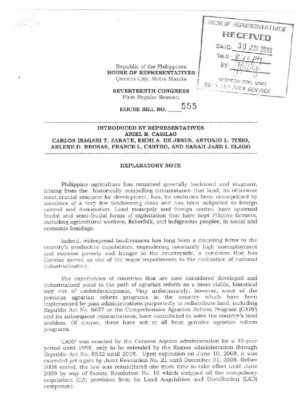 HOUSE OF REPRESENTATIVES
RECEIVED
DATE: 30 JUN 2016
TIME:
BY:
Republic of the Philippines
HOUSE OF REPRESENTATIVES
Quezon City, Metro Manila
SEVENTEENTH CONGRESS
First Regular Session
HOUSE BILL NO. 555
INTRODUCED BY REPRESENTATIVES
ARIEL B. CASILAO
CARLOS ISAGANI T. ZARATE, EMMI A. DE JESUS, ANTONIO L. TINIO,
ARLENE D. BROSAS, FRANCE L. CASTRO, AND SARAH JANE I. ELAGO
EXPLANATORY NOTE
Philippine agriculture has remained generally backward and stagnant,
arising from the historically compelling circumstance that land, its otherwise
most crucial resource for development, has, for centuries been monopolized by
members of a very few landowning class and has been subjected to foreign
control and domination. Land monopoly and foreign control have spawned
feudal and semi-feudal forms of exploitation that have kept Filipino farmers,
including agricultural workers, fisherfolk, and indigenous peoples, in social and
economic bondage.
Indeed, widespread landlessness has long been a daunting fetter to the
country's productive capabilities, engendering constantly high unemployment
and extreme poverty and hunger in the countryside, a condition that has
likewise served as one of the major impediments to the realization of national
industrialization.
The experiences of countries that are now considered developed and
industrialized point to the path of agrarian reform as a most viable, historical
way out of underdevelopment. Very unfortunately, however, none of the
previous agrarian reform programs in the country which have been
implemented by past administrations purportedly to redistribute land, including
Republic Act No. 6657 or the Comprehensive Agrarian Reform Program (CARP)
and its subsequent reincarnations, have contributed to solve the country's land
problem. Of course, these have not at all been genuine agrarian reform
programs.
CARP was enacted by the Corazon Aquino administration for a 10-year
period until 1998, only to be extended by the Ramos administration through
Republic Act No. 8532 until 2008. Upon expiration on June 10, 2008, it was
extended yet again by Joint Resolution No. 21 until December 31, 2008. Before
2008 ended, the law was resuscitated one more time to take effect until June
2009 by way of Senate Resolution No. 19 which stripped off the compulsory
acquisition (CA) provision from its Land Acquisition and Distribution (LAD)
component.